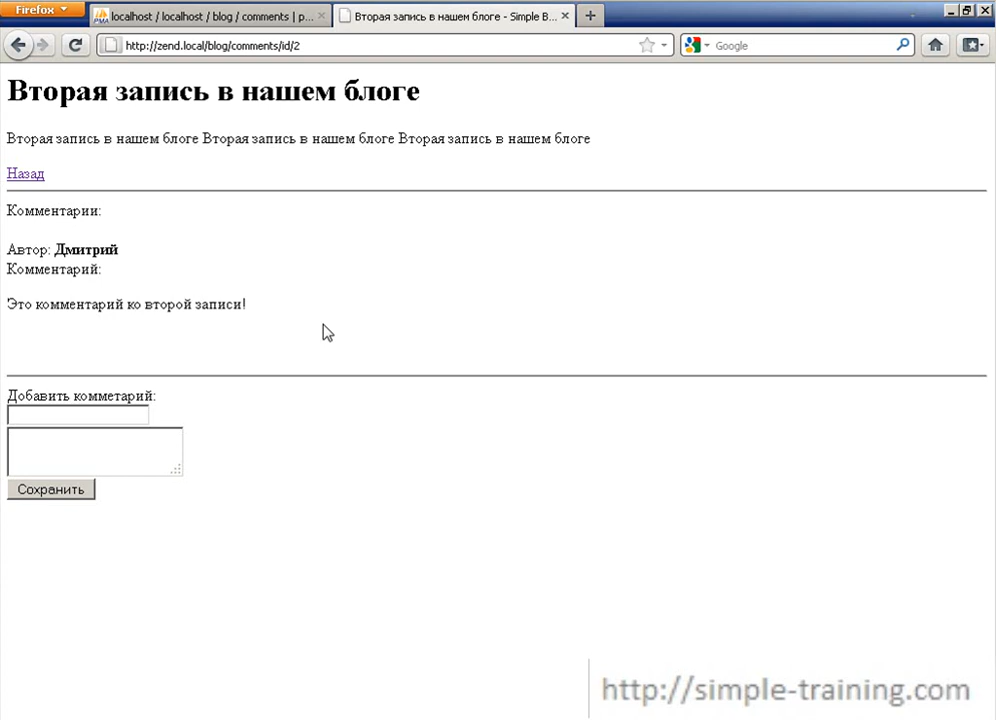 Firefox
localhost / localhost / blog / comments | p...
Вторая запись в нашем блоге - Simple B...
http://zend.local/blog/comments/id/2
Google
Вторая запись в нашем блоге
Вторая запись в нашем блоге Вторая запись в нашем блоге Вторая запись в нашем блоге
Назад
Комментарии:
Автор: Дмитрий
Комментарий:
Это комментарий ко второй записи!
Добавить комметарий:
Сохранить
http://simple-training.com